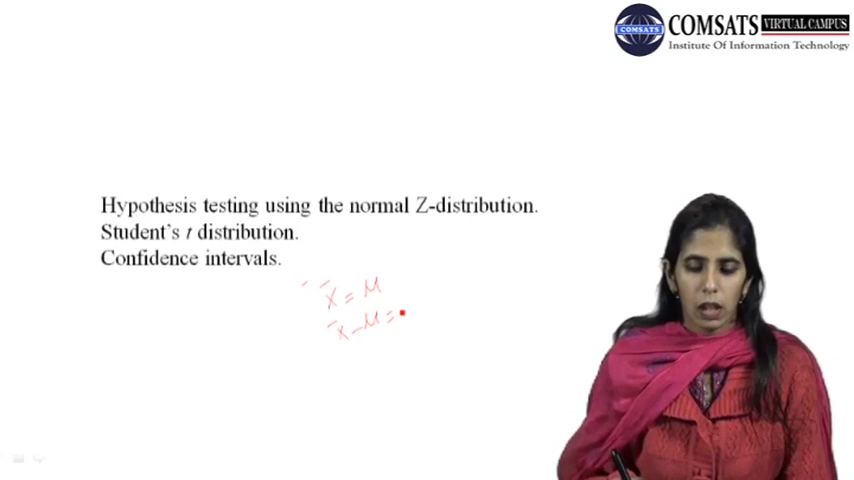 COMSATS VIRTUAL CAMPUS
COMSATS
Institute Of Information Technology
Hypothesis testing using the normal Z-distribution.
Student's t distribution.
Confidence intervals.
x̄ = μ
x̄ - μ =